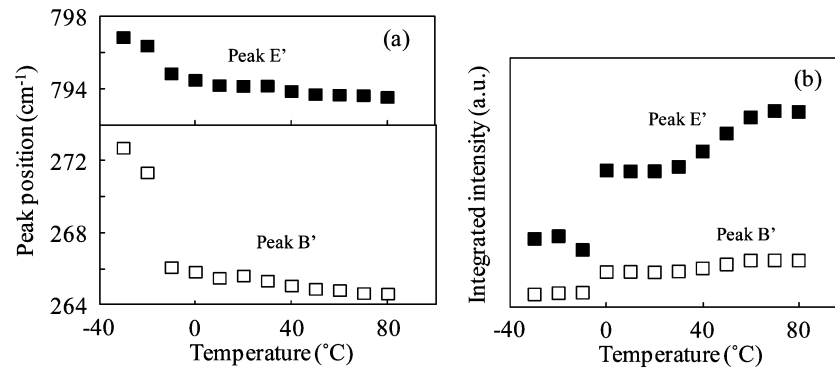 798
(a)
Peak E’
794
Peak position (cm-1)
272
268
Peak B’
264
-40 0 40 80
Temperature (˚C)
(b)
Peak E’
Integrated intensity (a.u.)
Peak B’
-40 0 40 80
Temperature (˚C)